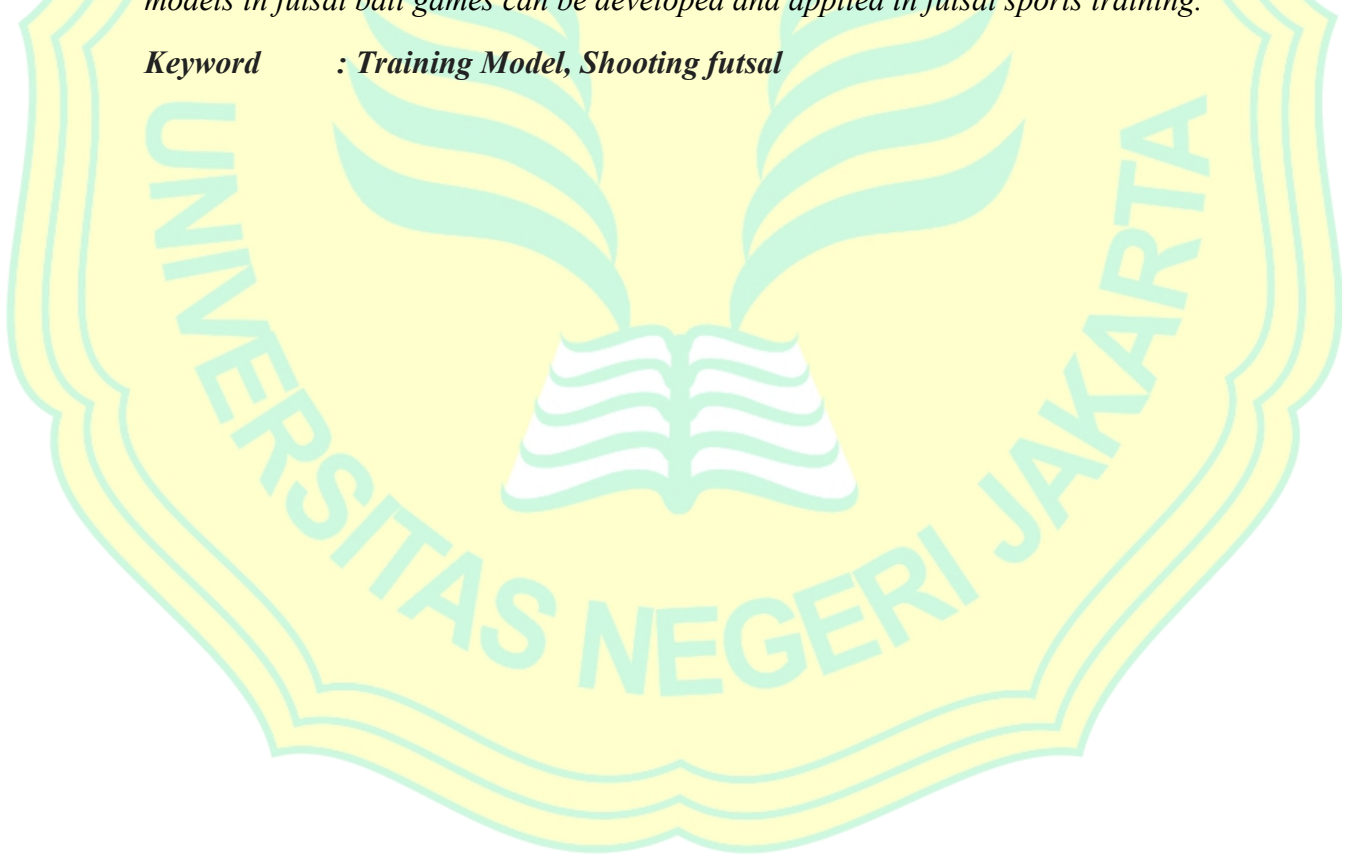 models in futsal ball games can be developed and applied in futsal sports training.
Keyword : Training Model, Shooting futsal
UNIVERSITAS NEGERI JAKARTA